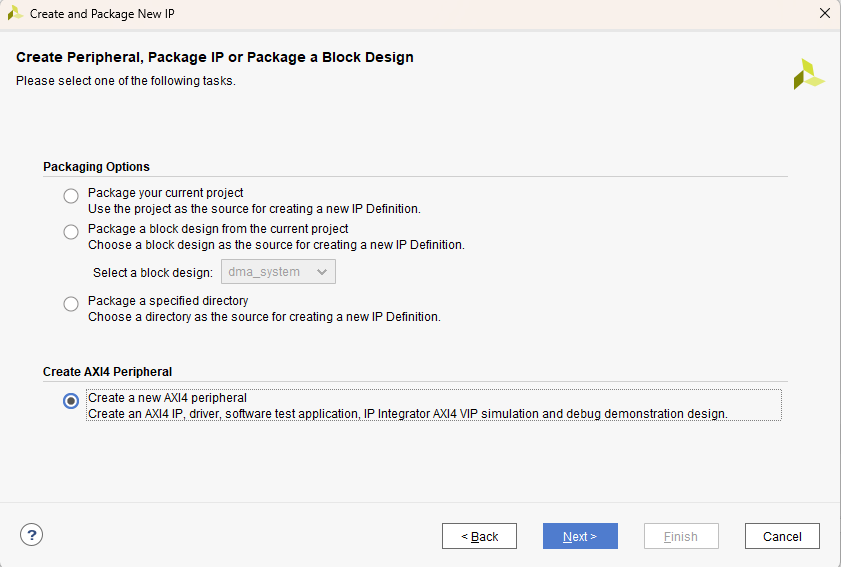 Create and Package New IP
Create Peripheral, Package IP or Package a Block Design
Please select one of the following tasks.
Packaging Options
Package your current project
Use the project as the source for creating a new IP Definition.
Package a block design from the current project
Choose a block design as the source for creating a new IP Definition.
Select a block design: dma_system
Package a specified directory
Choose a directory as the source for creating a new IP Definition.
Create AXI4 Peripheral
Create a new AXI4 peripheral
Create an AXI4 IP, driver, software test application, IP Integrator AXI4 VIP simulation and debug demonstration design.
? < Back Next > Finish Cancel